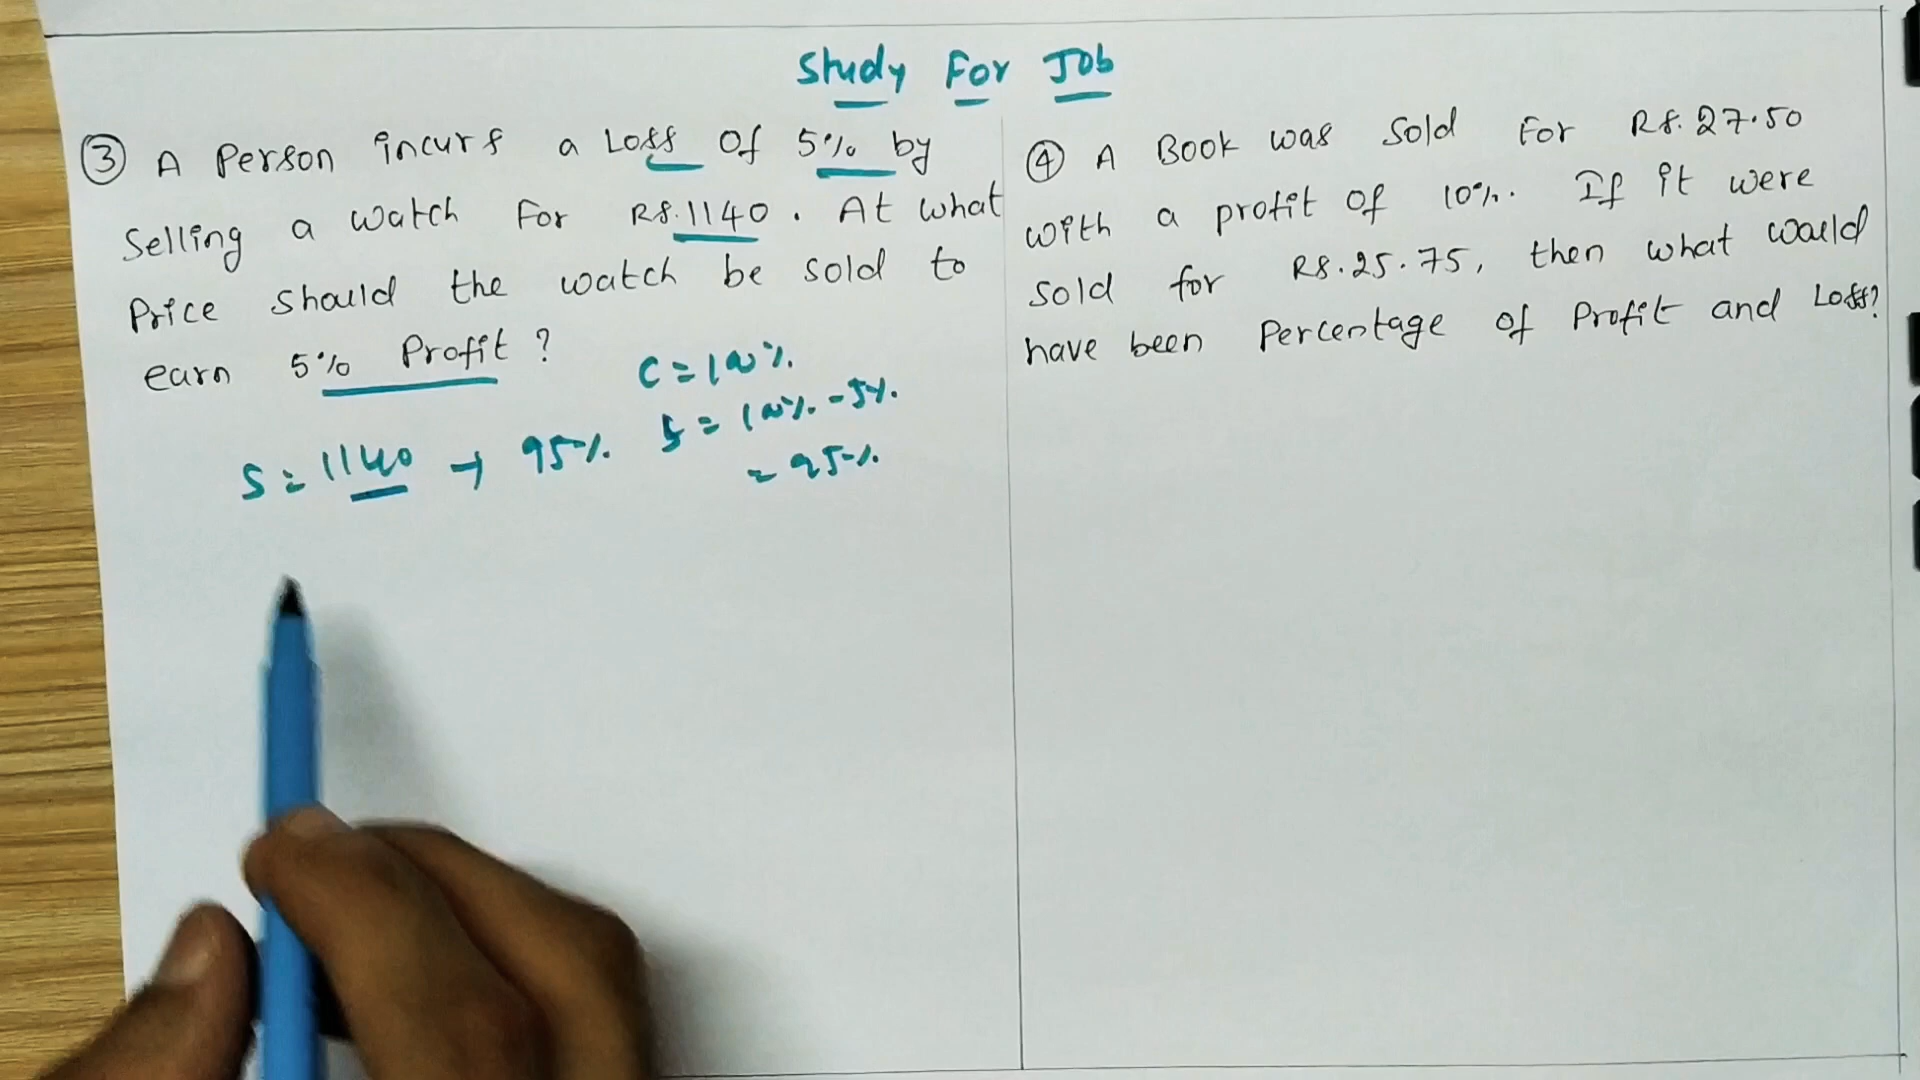 Study For Job
③ A Person incurs a Loss Of 5% by
Selling a watch For RS.1140. At what
Price should the watch be sold to
earn 5% Profit?
C = 100%
S = 100% - 5%
= 95%
S = 1140 → 95%
④ A Book was Sold For RS.27.50
with a profit of 10%. If it were
sold for RS.25.75, then what would
have been Percentage of Profit and Loss?